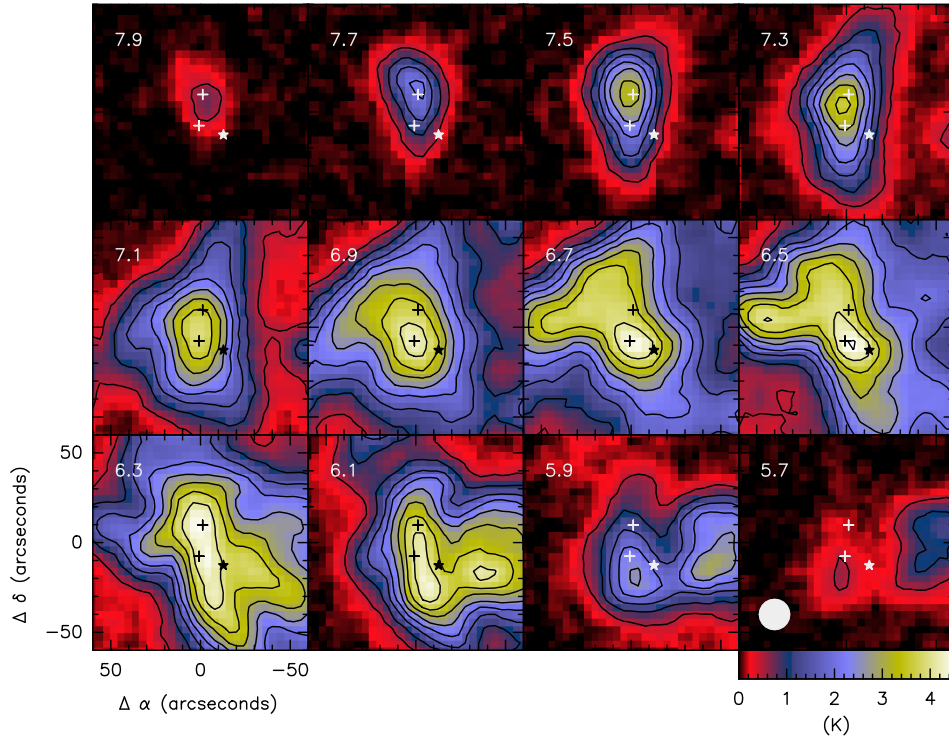 7.9 7.7 7.5 7.3
7.1 6.9 6.7 6.5
6.3 6.1 5.9 5.7
50
0
−50
Δ δ (arcseconds)
50 0 −50
Δ α (arcseconds)
0 1 2 3 4
(K)